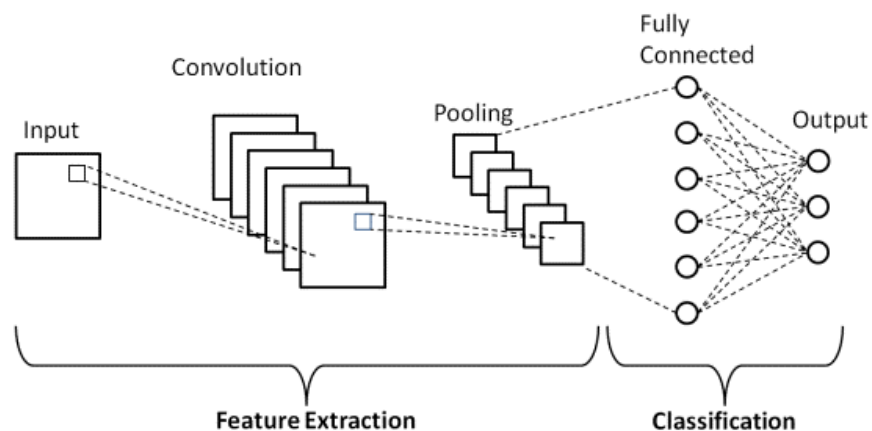 Input
Convolution
Pooling
Fully
Connected
Output
Feature Extraction
Classification